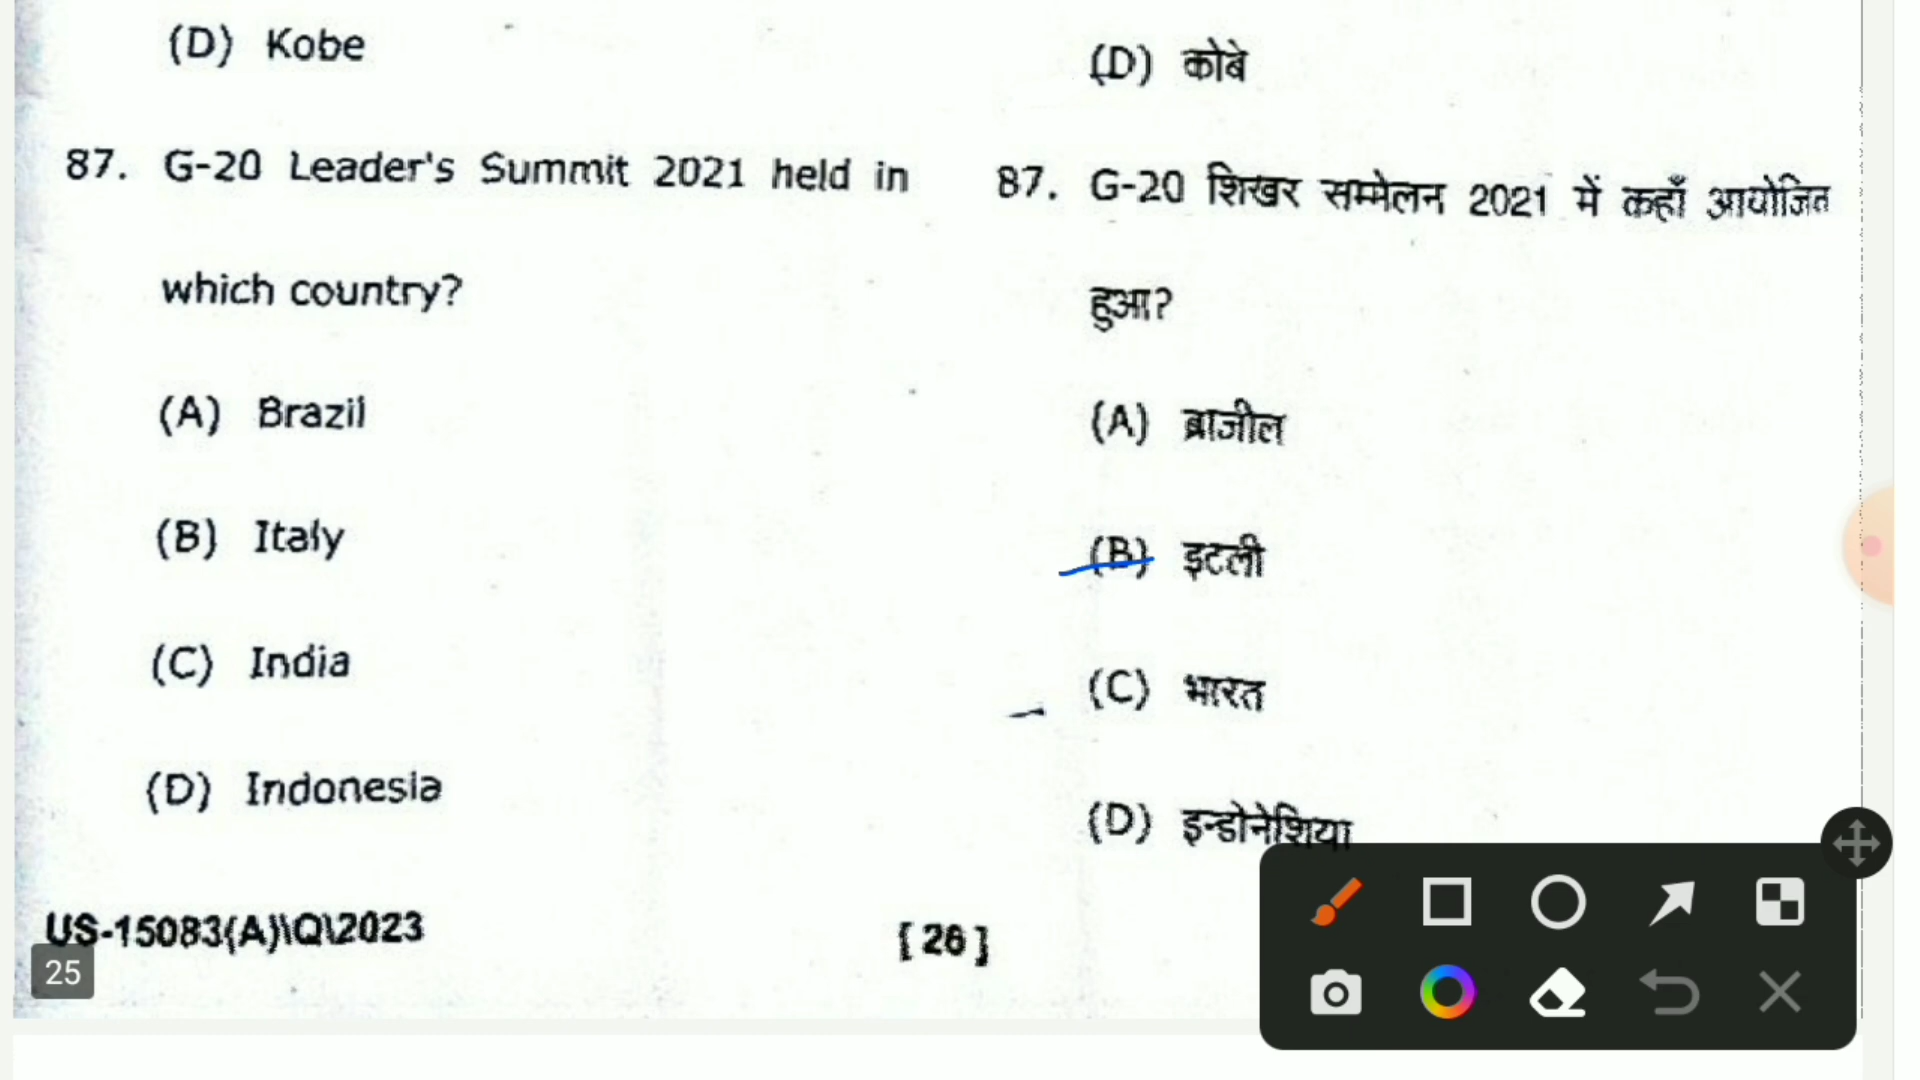 (D) Kobe
87. G-20 Leader's Summit 2021 held in
which country?
(A) Brazil
(B) Italy
(C) India
(D) Indonesia
US-15083(A)\Q\2023
25
[ 26 ]
(D) कोबे
87. G-20 शिखर सम्मेलन 2021 में कहाँ आयोजित
हुआ?
(A) ब्राजील
(B) इटली
(C) भारत
(D) इन्डोनेशिया